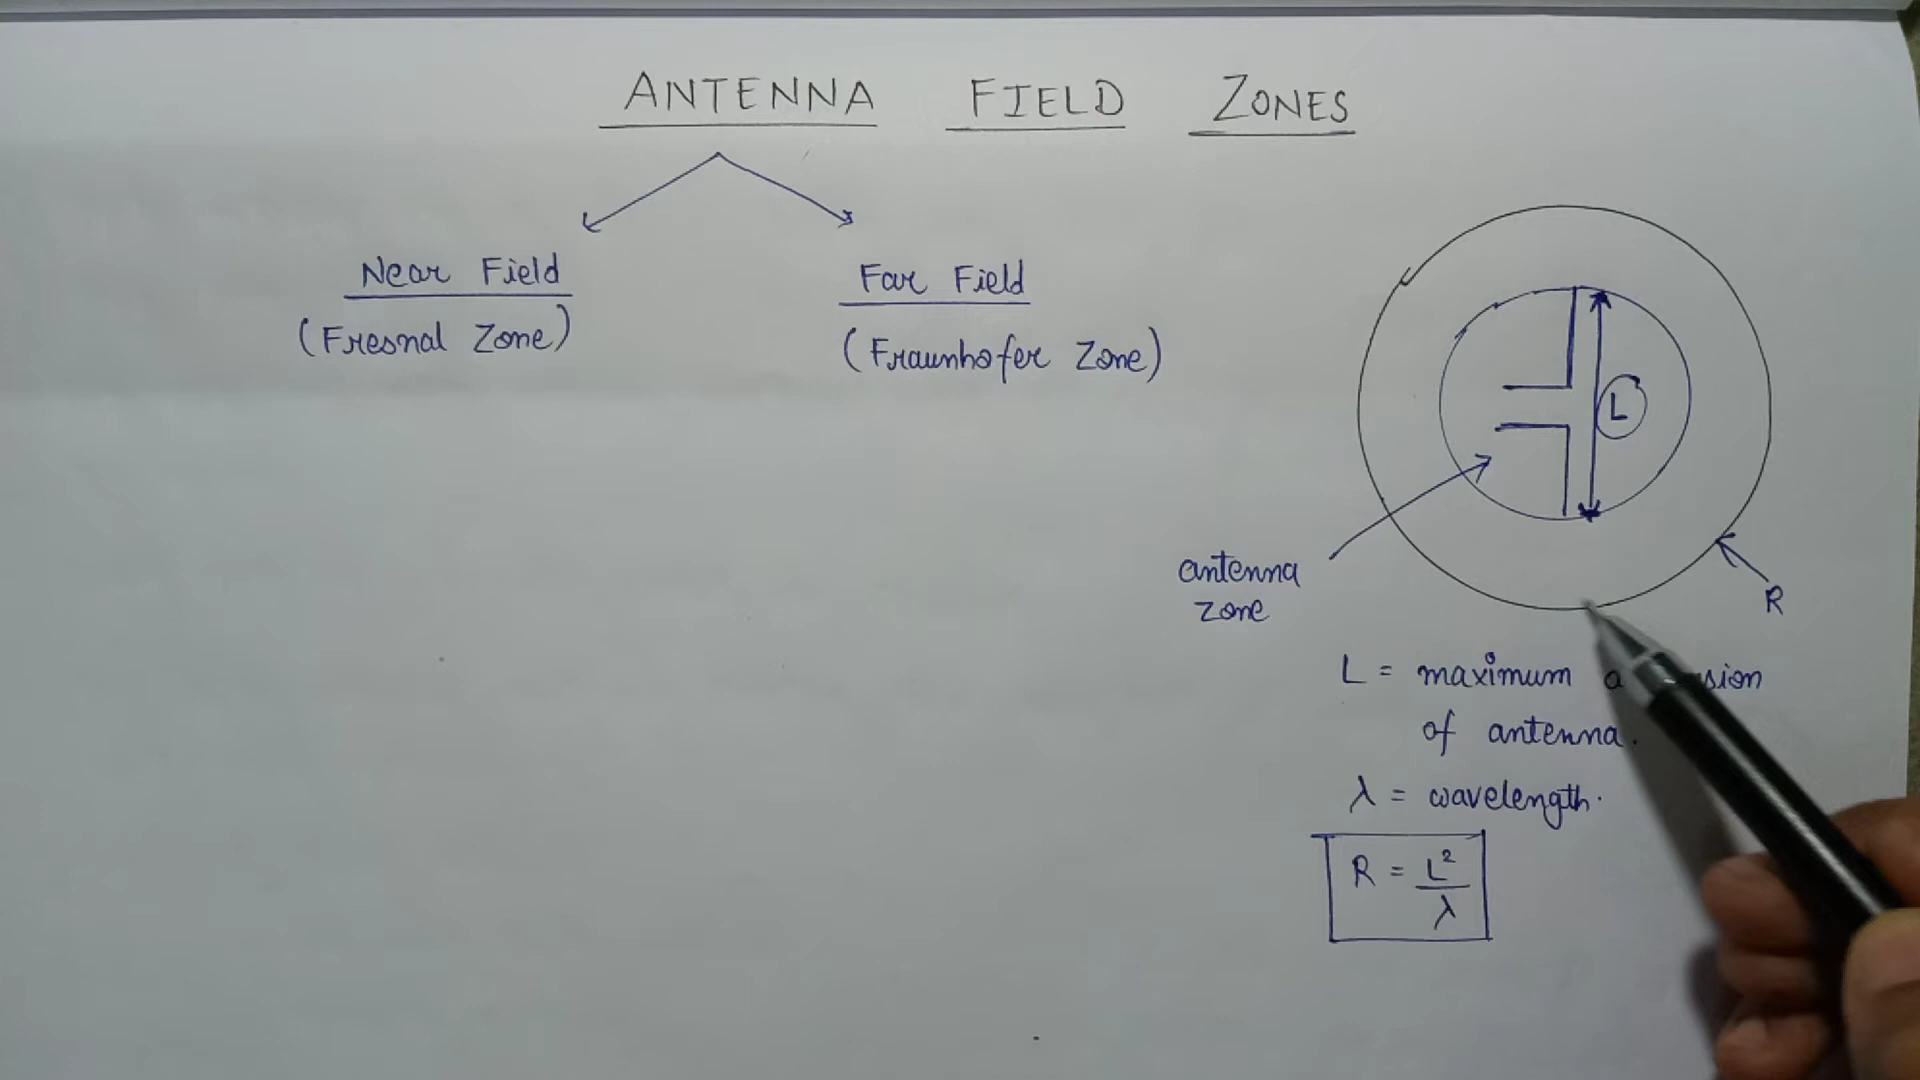 ANTENNA FIELD ZONES
Near Field
(Fresnal Zone)
Far Field
(Fraunhofer Zone)
L
antenna
zone
R
L = maximum
of antenna.
λ = wavelength.
R = L²/λ